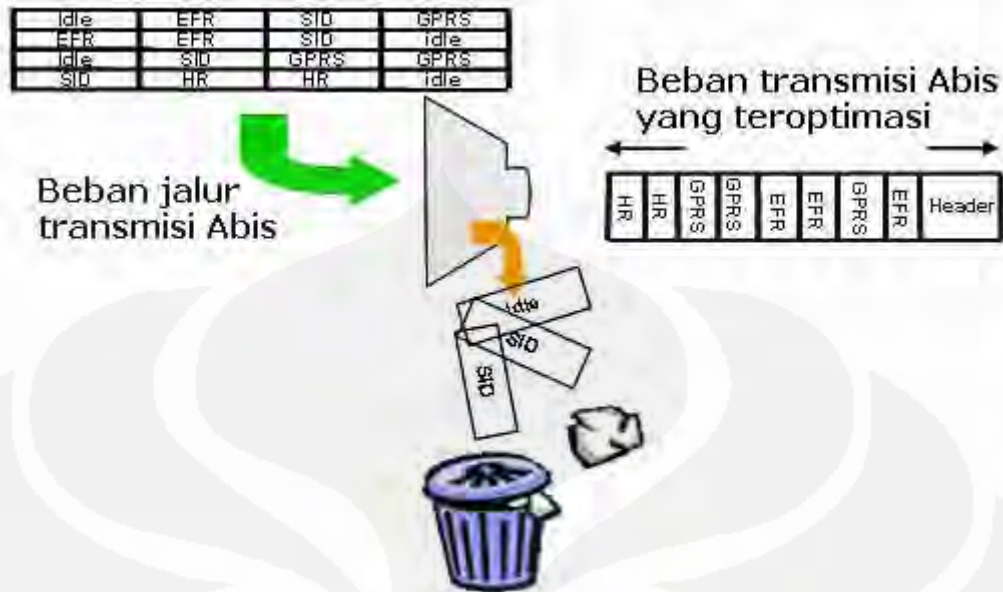 idle EFR SID GPRS
EFR EFR SID idle
idle SID GPRS GPRS
SID HR HR idle
Beban transmisi Abis
yang teroptimasi
Beban jalur
transmisi Abis
HR HR GPRS GPRS EFR EFR GPRS EFR Header
idle
SID
SID